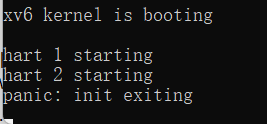 xv6 kernel is booting
hart 1 starting
hart 2 starting
panic: init exiting